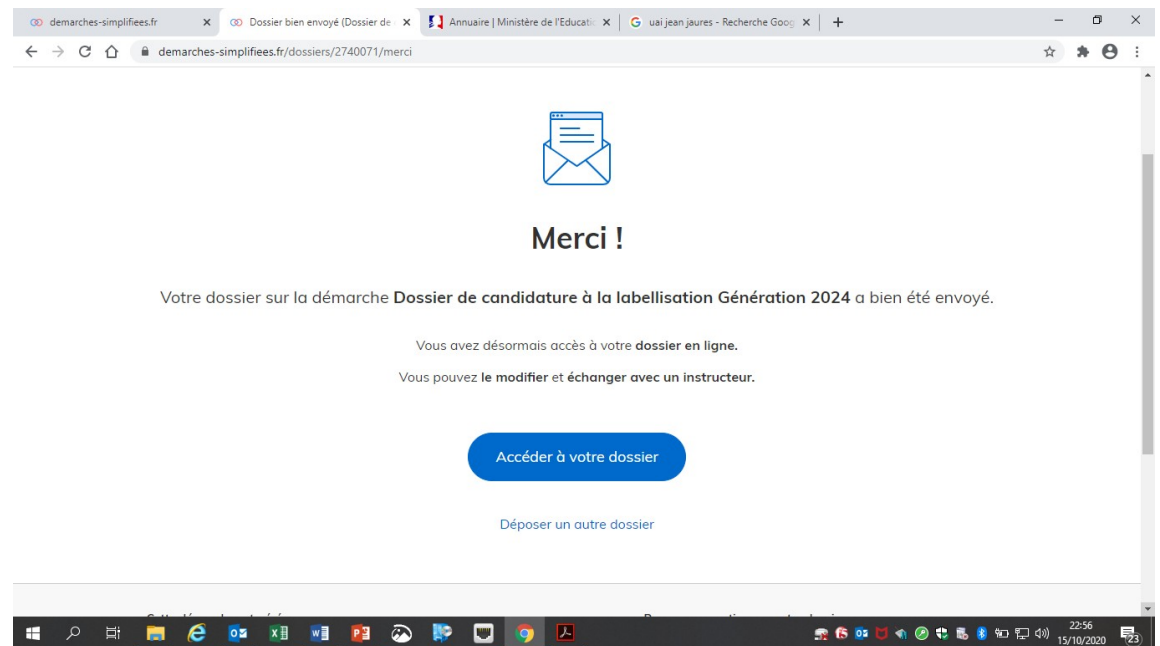 demarches-simplifiees.fr
Dossier bien envoyé (Dossier de
Annuaire | Ministère de l'Educatio
uai jean jaures - Recherche Goog
demarches-simplifiees.fr/dossiers/2740071/merci
Merci !
Votre dossier sur la démarche Dossier de candidature à la labellisation Génération 2024 a bien été envoyé.
Vous avez désormais accès à votre dossier en ligne.
Vous pouvez le modifier et échanger avec un instructeur.
Accéder à votre dossier
Déposer un autre dossier
22:56
15/10/2020
23